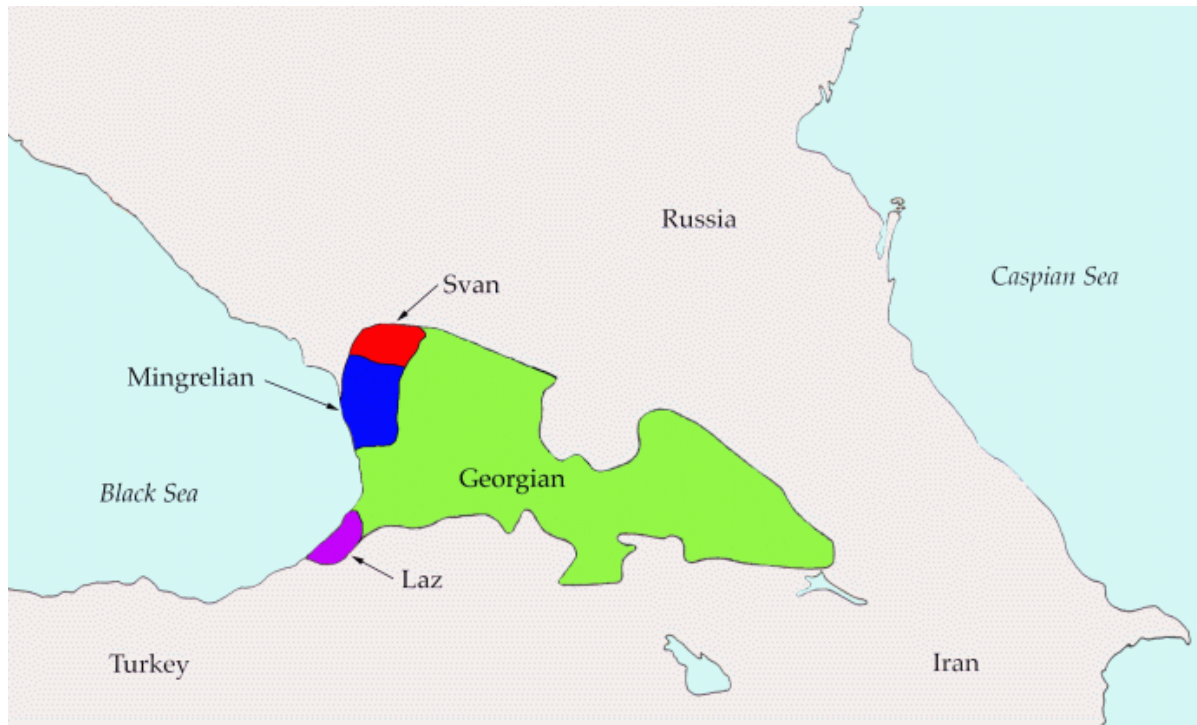 Russia
Caspian Sea
Svan
Mingrelian
Georgian
Black Sea
Laz
Turkey
Iran